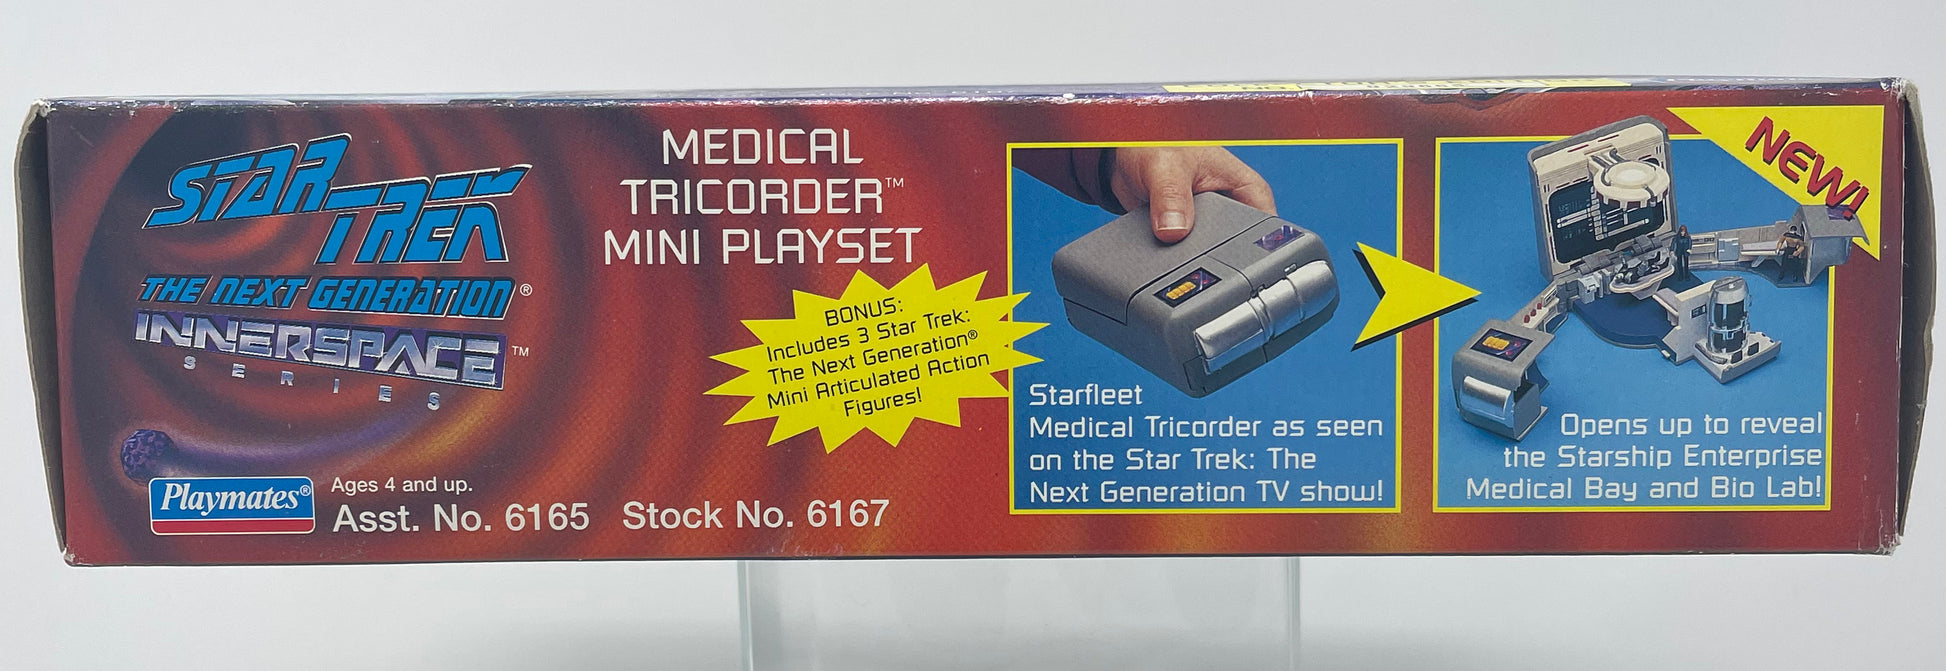 STAR TREK
THE NEXT GENERATION®
INNERSPACE™
SERIES
Playmates®
Ages 4 and up.
Asst. No. 6165 Stock No. 6167
MEDICAL
TRICORDER™
MINI PLAYSET
BONUS:
Includes 3 Star Trek:
The Next Generation®
Mini Articulated Action
Figures!
Starfleet
Medical Tricorder as seen
on the Star Trek: The
Next Generation TV show!
NEW!
Opens up to reveal
the Starship Enterprise
Medical Bay and Bio Lab!